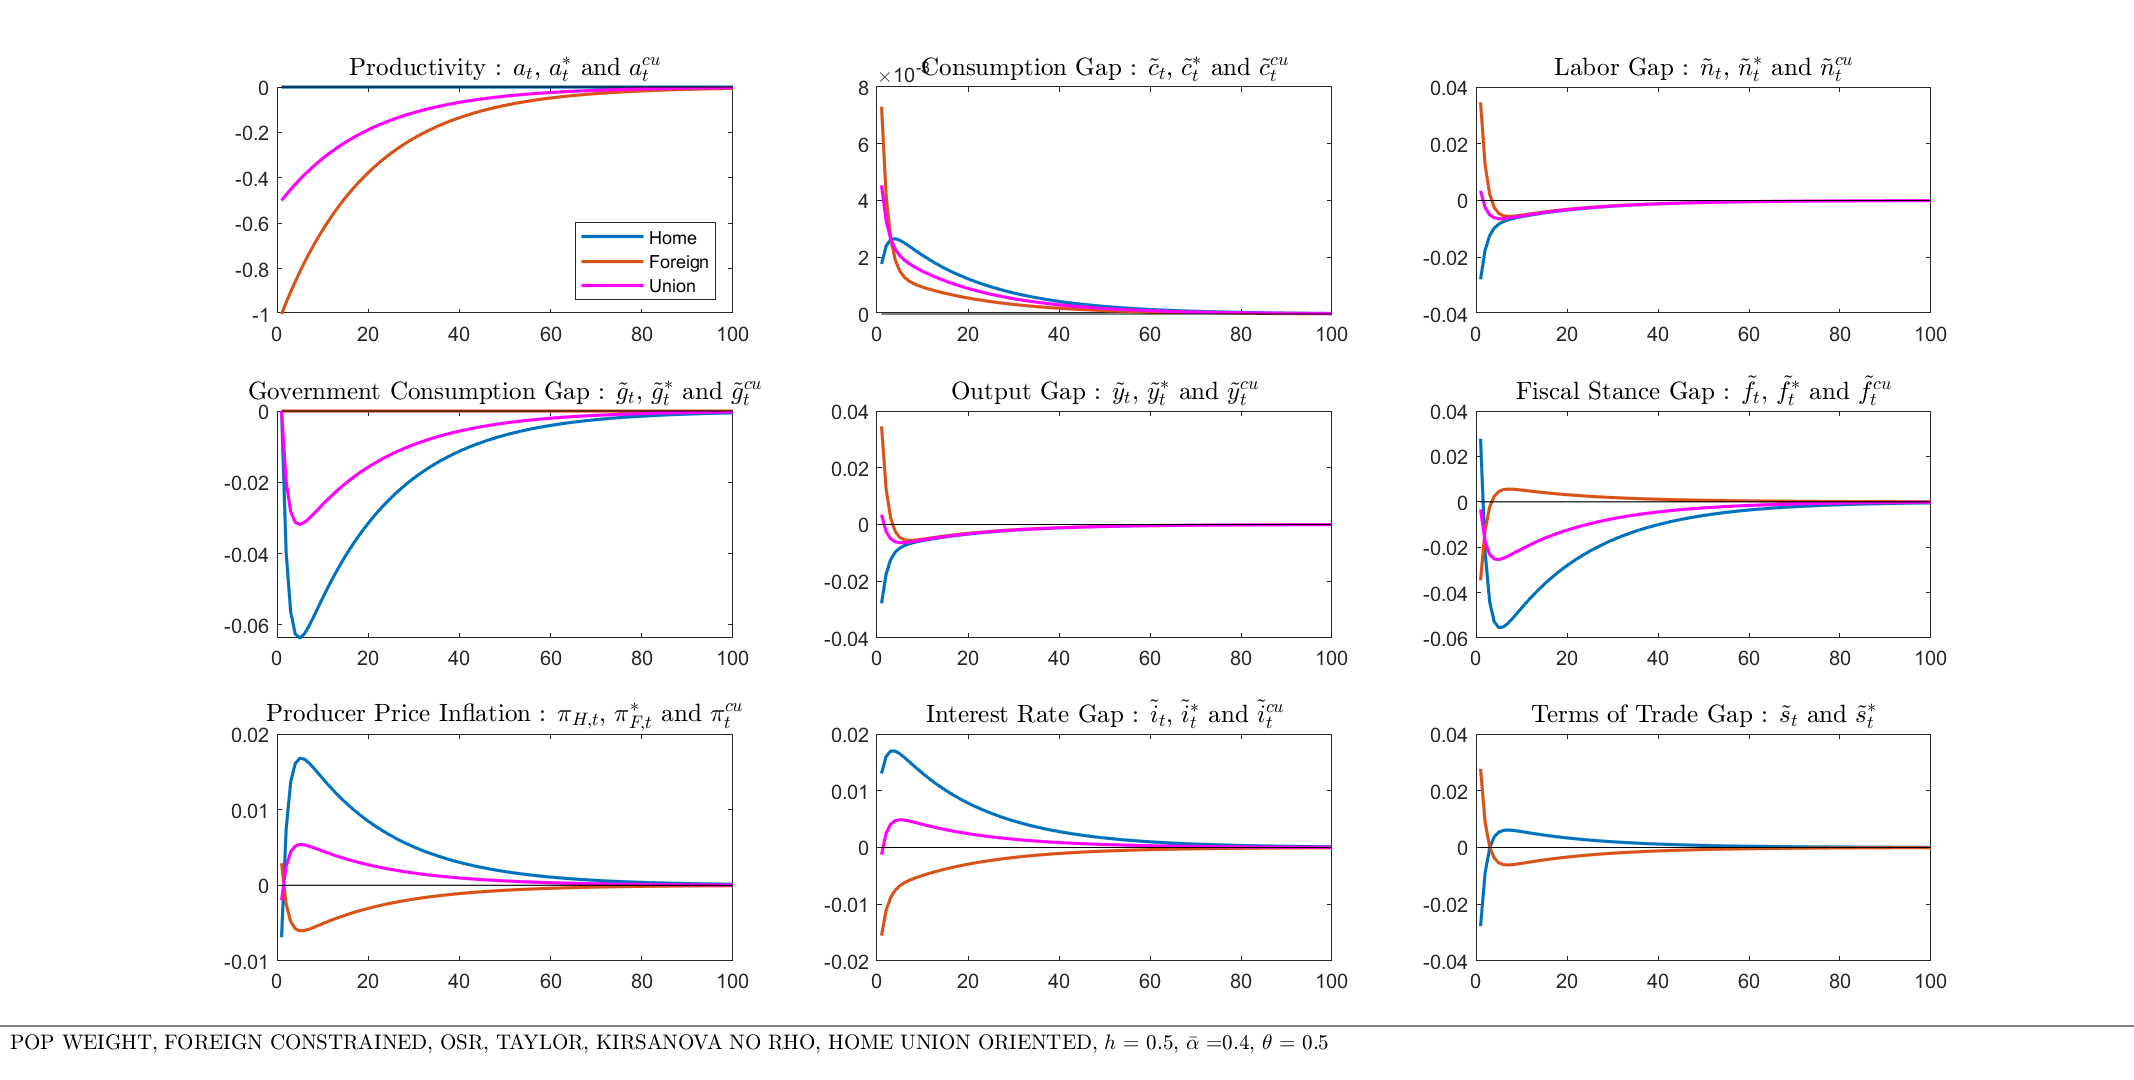 Productivity : a_t, a_t^* and a_t^{cu}
0
-0.2
-0.4
-0.6
-0.8
-1
0 20 40 60 80 100
Home
Foreign
Union
Consumption Gap : c̃_t, c̃_t^* and c̃_t^{cu}
×10^{-3}
8
6
4
2
0
0 20 40 60 80 100
Labor Gap : ñ_t, ñ_t^* and ñ_t^{cu}
0.04
0.02
0
-0.02
-0.04
0 20 40 60 80 100
Government Consumption Gap : g̃_t, g̃_t^* and g̃_t^{cu}
0
-0.02
-0.04
-0.06
0 20 40 60 80 100
Output Gap : ỹ_t, ỹ_t^* and ỹ_t^{cu}
0.04
0.02
0
-0.02
-0.04
0 20 40 60 80 100
Fiscal Stance Gap : f̃_t, f̃_t^* and f̃_t^{cu}
0.04
0.02
0
-0.02
-0.04
-0.06
0 20 40 60 80 100
Producer Price Inflation : π_{H,t}, π_{F,t}^* and π_t^{cu}
0.02
0.01
0
-0.01
0 20 40 60 80 100
Interest Rate Gap : ĩ_t, ĩ_t^* and ĩ_t^{cu}
0.02
0.01
0
-0.01
-0.02
0 20 40 60 80 100
Terms of Trade Gap : s̃_t and s̃_t^*
0.04
0.02
0
-0.02
-0.04
0 20 40 60 80 100
POP WEIGHT, FOREIGN CONSTRAINED, OSR, TAYLOR, KIRSANOVA NO RHO, HOME UNION ORIENTED, h = 0.5, ᾱ =0.4, θ = 0.5